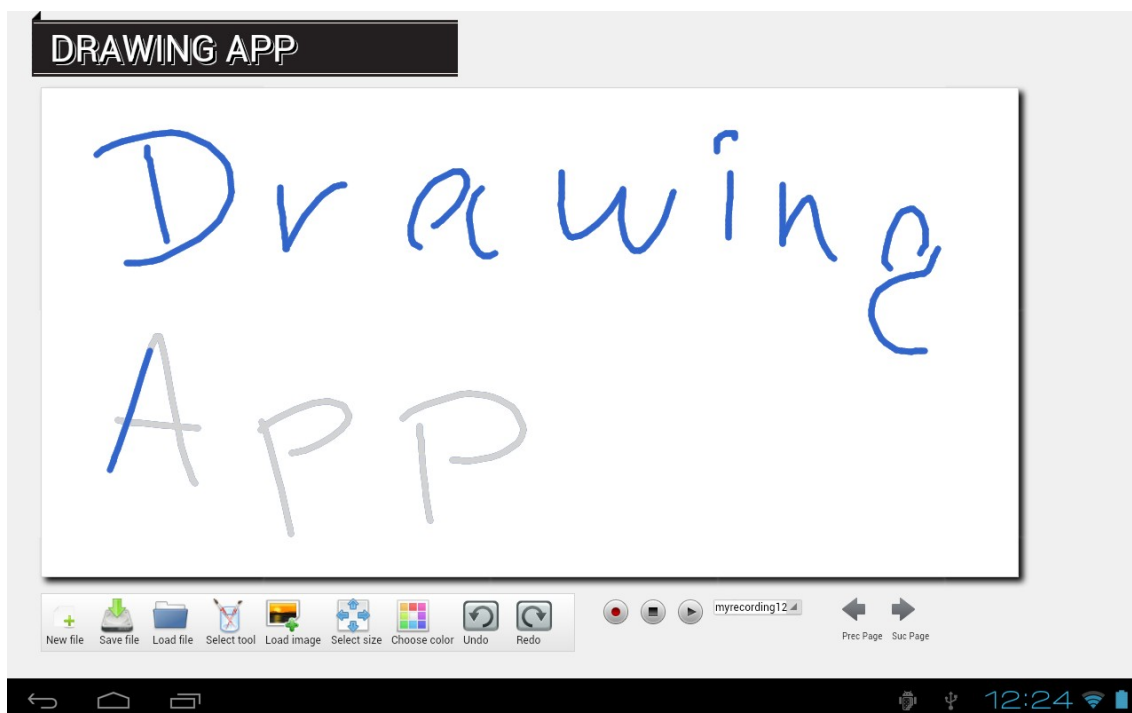 DRAWING APP
Drawing
App
New file Save file Load file Select tool Load image Select size Choose color Undo Redo myrecording12 Prec Page Suc Page
12:24